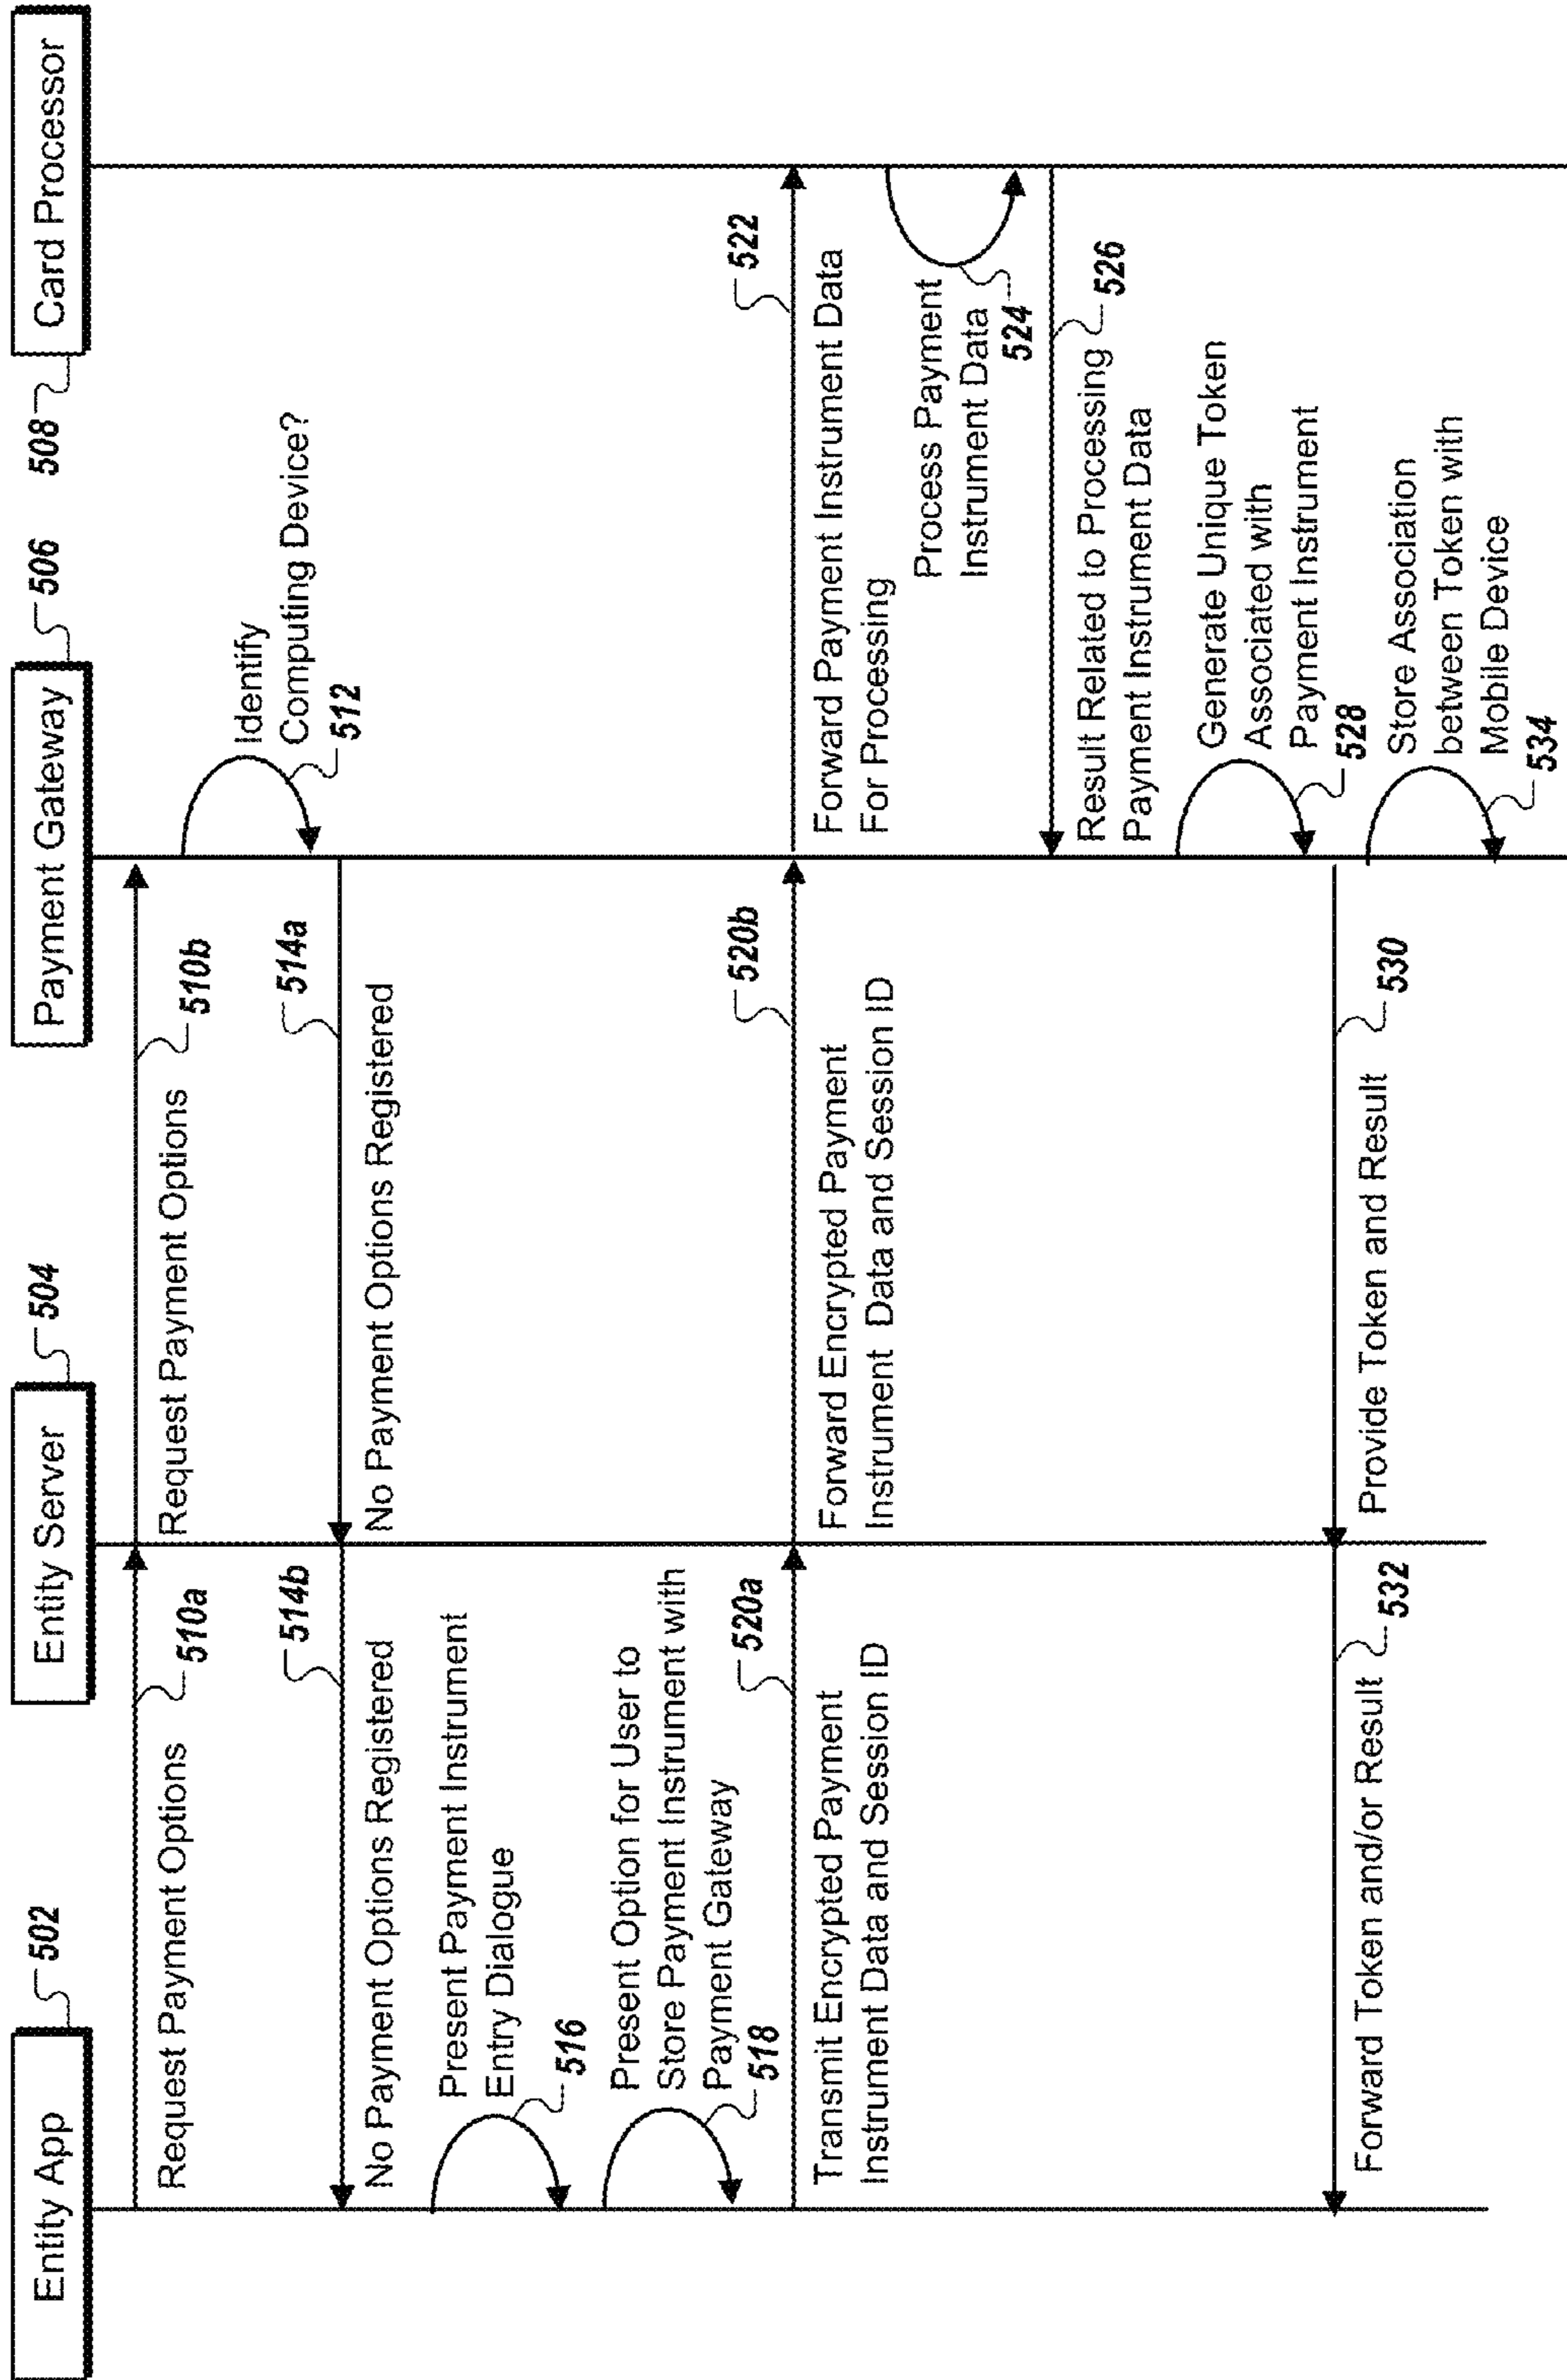 Entity App
502
Entity Server
504
Payment Gateway
506
508
Card Processor
Request Payment Options
510a
Request Payment Options
510b
Identify
Computing Device?
512
514b
No Payment Options Registered
514a
No Payment Options Registered
Present Payment Instrument
Entry Dialogue
516
Present Option for User to
Store Payment Instrument with
Payment Gateway
518
520a
Transmit Encrypted Payment
Instrument Data and Session ID
520b
Forward Encrypted Payment
Instrument Data and Session ID
522
Forward Payment Instrument Data
For Processing
Process Payment
Instrument Data
524
526
Result Related to Processing
Payment Instrument Data
Generate Unique Token
Associated with
Payment Instrument
528
Provide Token and Result
530
Forward Token and/or Result
532
Store Association
between Token with
Mobile Device
534